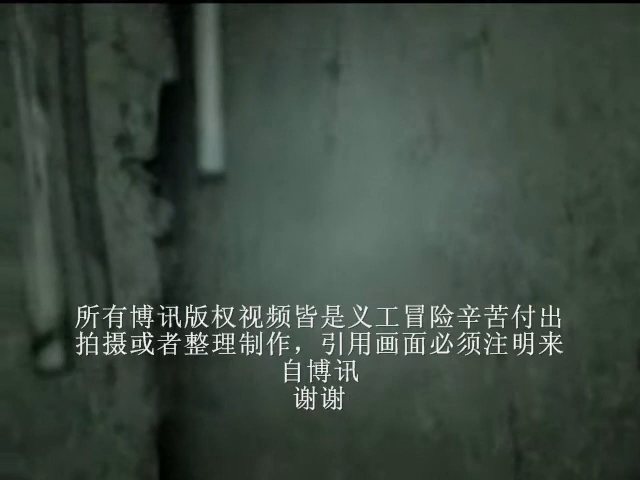 所有博讯版权视频皆是义工冒险辛苦付出
拍摄或者整理制作，引用画面必须注明来
自博讯
谢谢